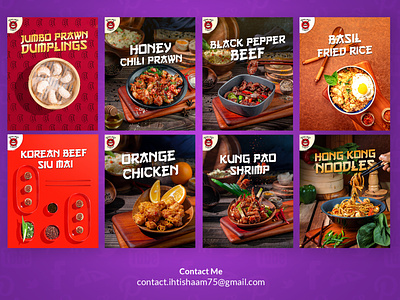 JUMBO PRAWN
DUMPLINGS
HONEY
CHILI PRAWN
BLACK PEPPER
BEEF
BASIL
FRIED RICE
KOREAN BEEF
SIU MAI
ORANGE
CHICKEN
KUNG PAO
SHRIMP
HONG KONG
NOODLES
Contact Me
contact.ihtishaam75@gmail.com